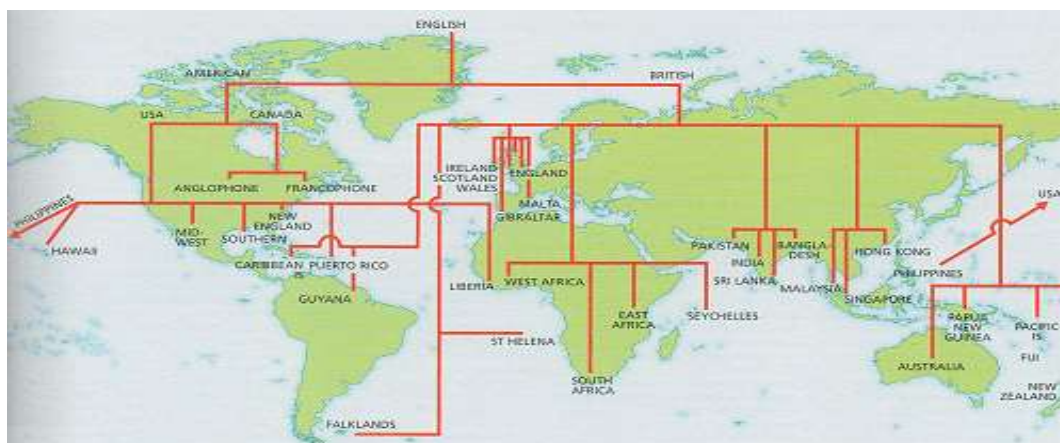 ENGLISH
AMERICAN
BRITISH
USA
CANADA
IRELAND
SCOTLAND
WALES
ENGLAND
ANGLOPHONE
FRANCOPHONE
MALTA
GIBRALTAR
PHILIPPINES
HAWAII
MID-
WEST
SOUTHERN
NEW
ENGLAND
CARIBBEAN
PUERTO RICO
GUYANA
LIBERIA
WEST AFRICA
EAST
AFRICA
SEYCHELLES
SOUTH
AFRICA
ST HELENA
FALKLANDS
PAKISTAN
INDIA
BANGLA-
DESH
SRI LANKA
MALAYSIA
SINGAPORE
HONG KONG
PHILIPPINES
USA
PAPUA
NEW
GUINEA
PACIFIC
IS.
AUSTRALIA
FIJI
NEW
ZEALAND